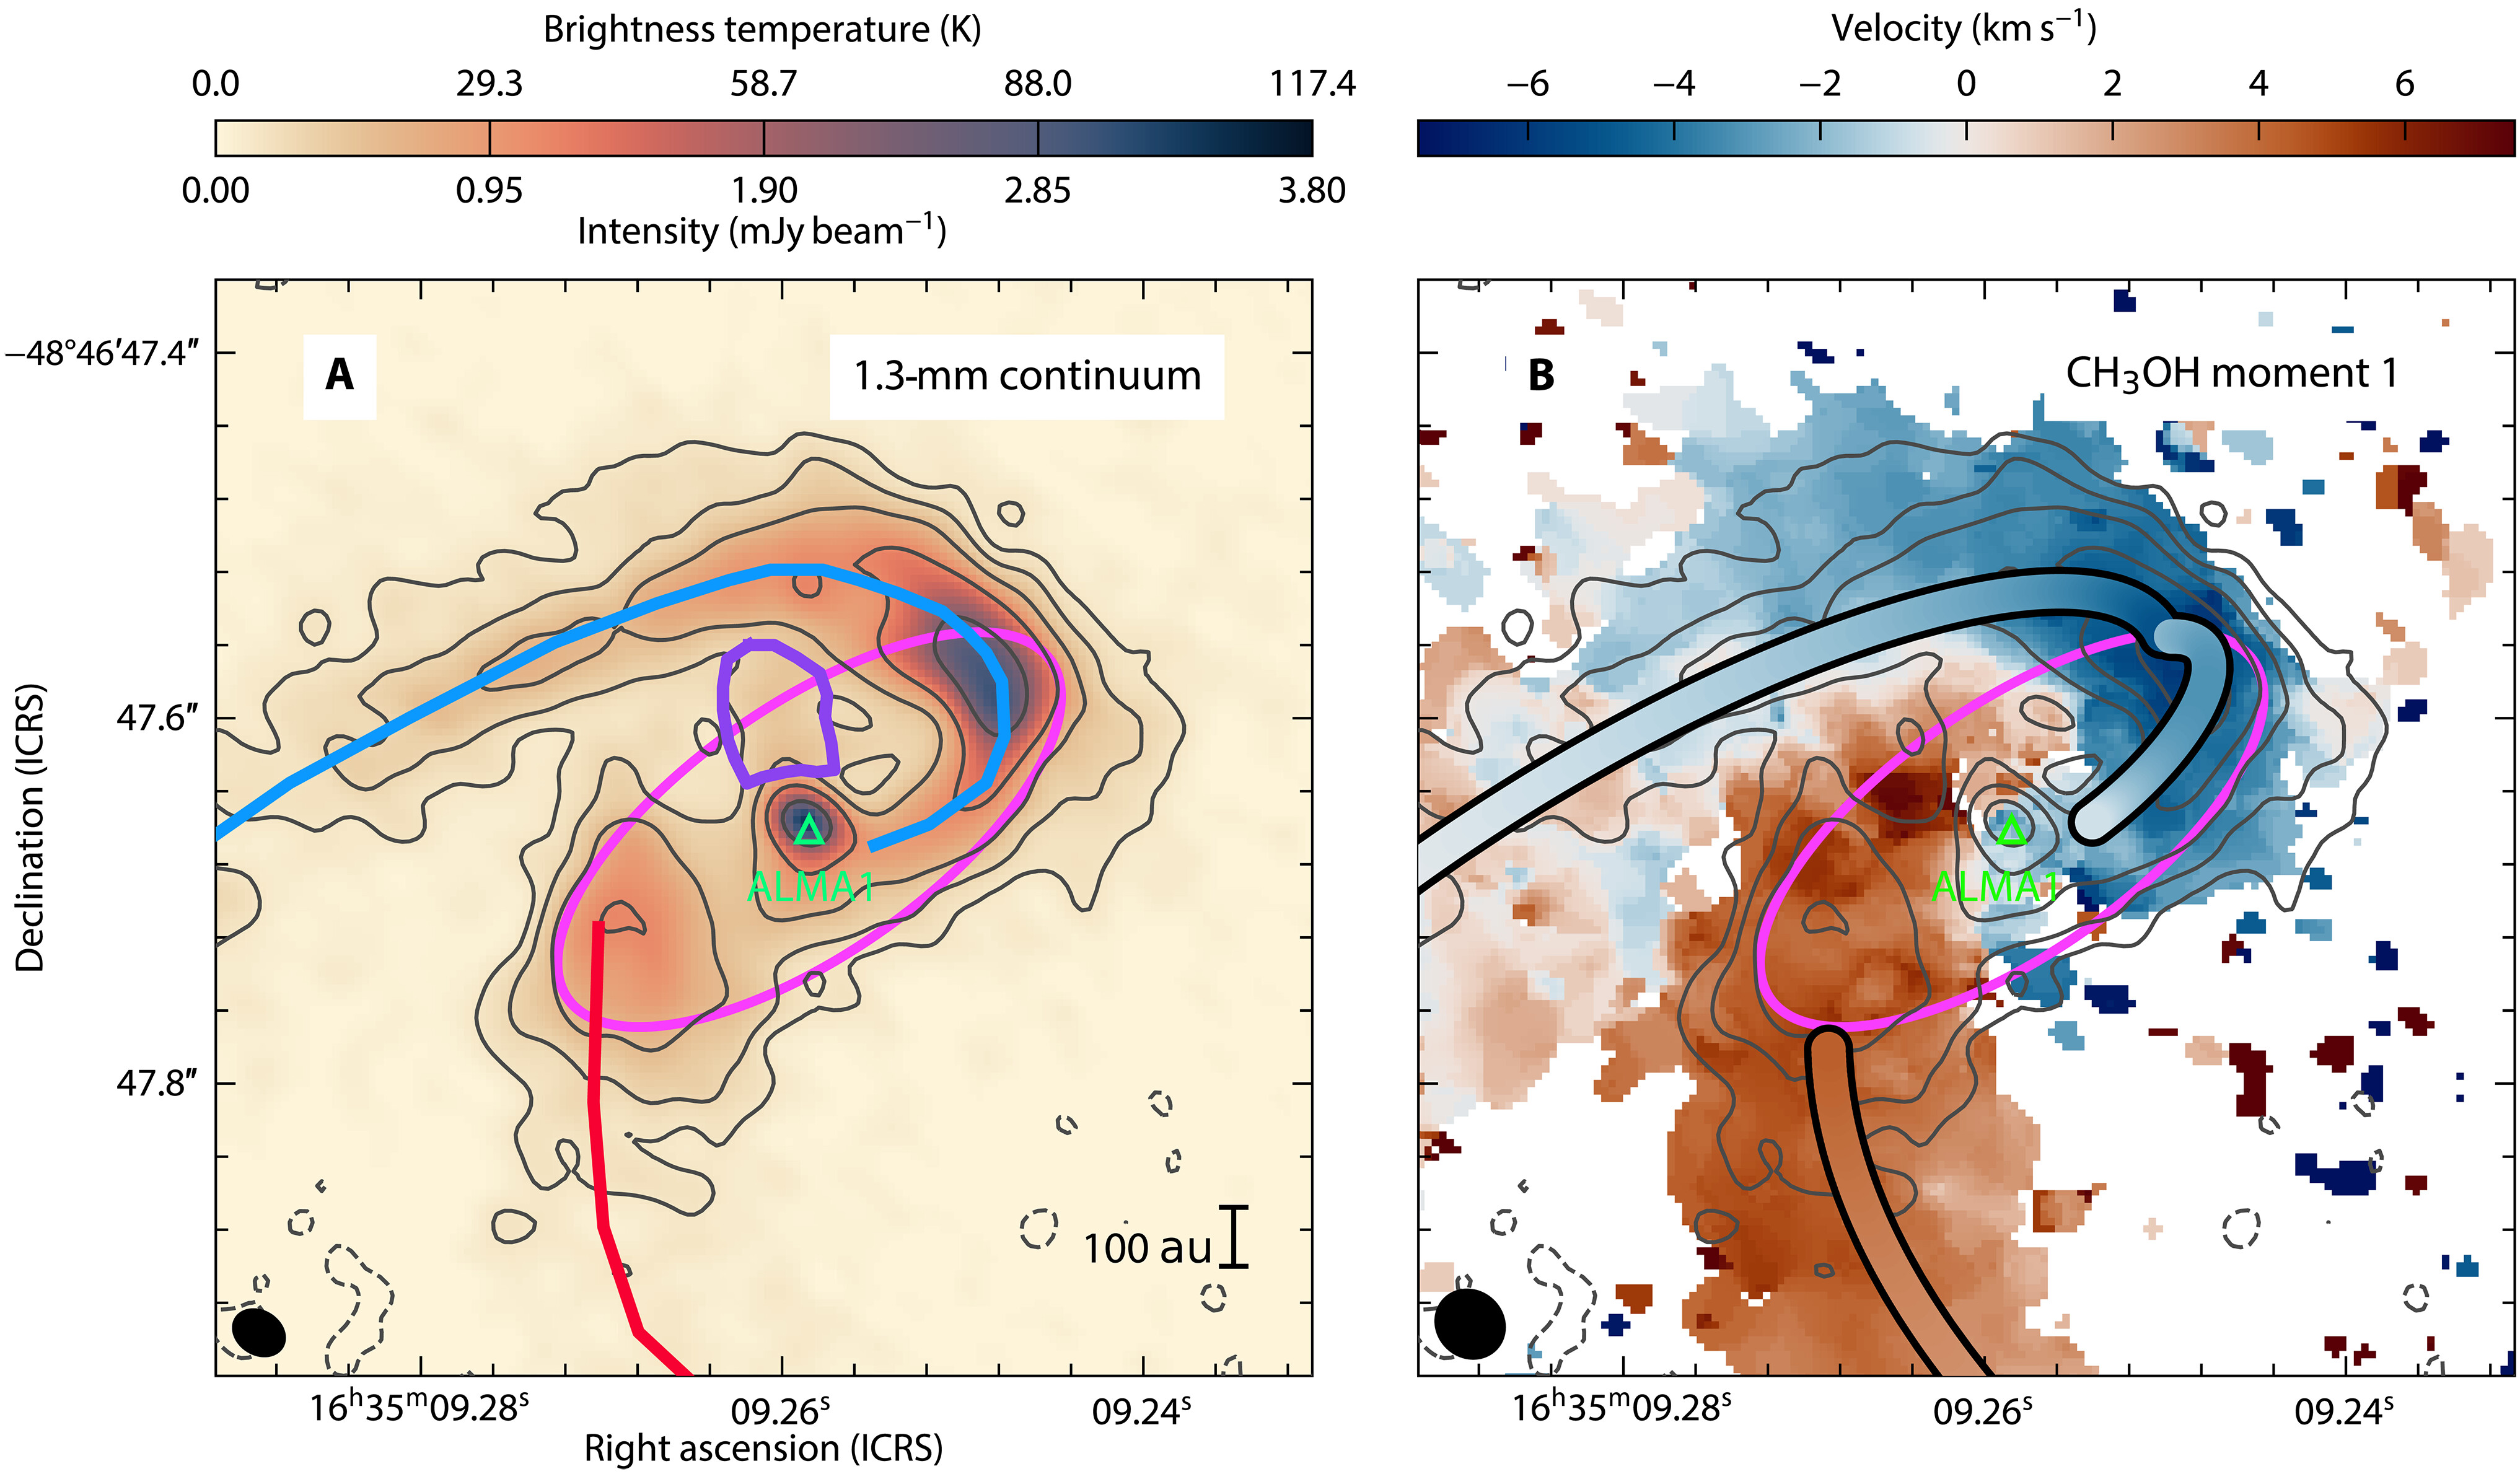 Brightness temperature (K)
0.0 29.3 58.7 88.0 117.4
0.00 0.95 1.90 2.85 3.80
Intensity (mJy beam⁻¹)
Velocity (km s⁻¹)
−6 −4 −2 0 2 4 6
A
1.3-mm continuum
ALMA1
100 au
−48°46′47.4″
47.6″
47.8″
Declination (ICRS)
16ʰ35ᵐ09.28ˢ 09.26ˢ 09.24ˢ
Right ascension (ICRS)
B
CH₃OH moment 1
ALMA1
16ʰ35ᵐ09.28ˢ 09.26ˢ 09.24ˢ